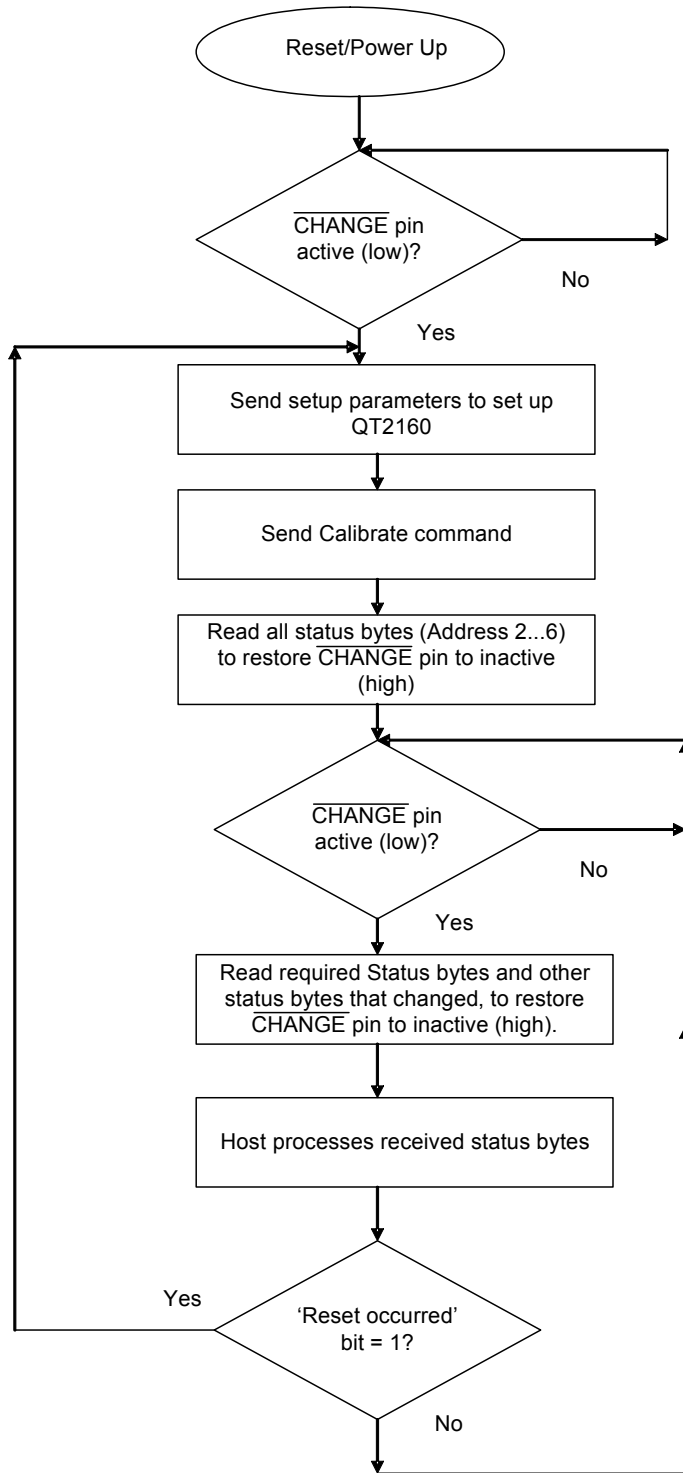 Reset/Power Up
CHANGE pin
active (low)?
No
Yes
Send setup parameters to set up
QT2160
Send Calibrate command
Read all status bytes (Address 2...6)
to restore CHANGE pin to inactive
(high)
CHANGE pin
active (low)?
No
Yes
Read required Status bytes and other
status bytes that changed, to restore
CHANGE pin to inactive (high).
Host processes received status bytes
Yes
‘Reset occurred’
bit = 1?
No